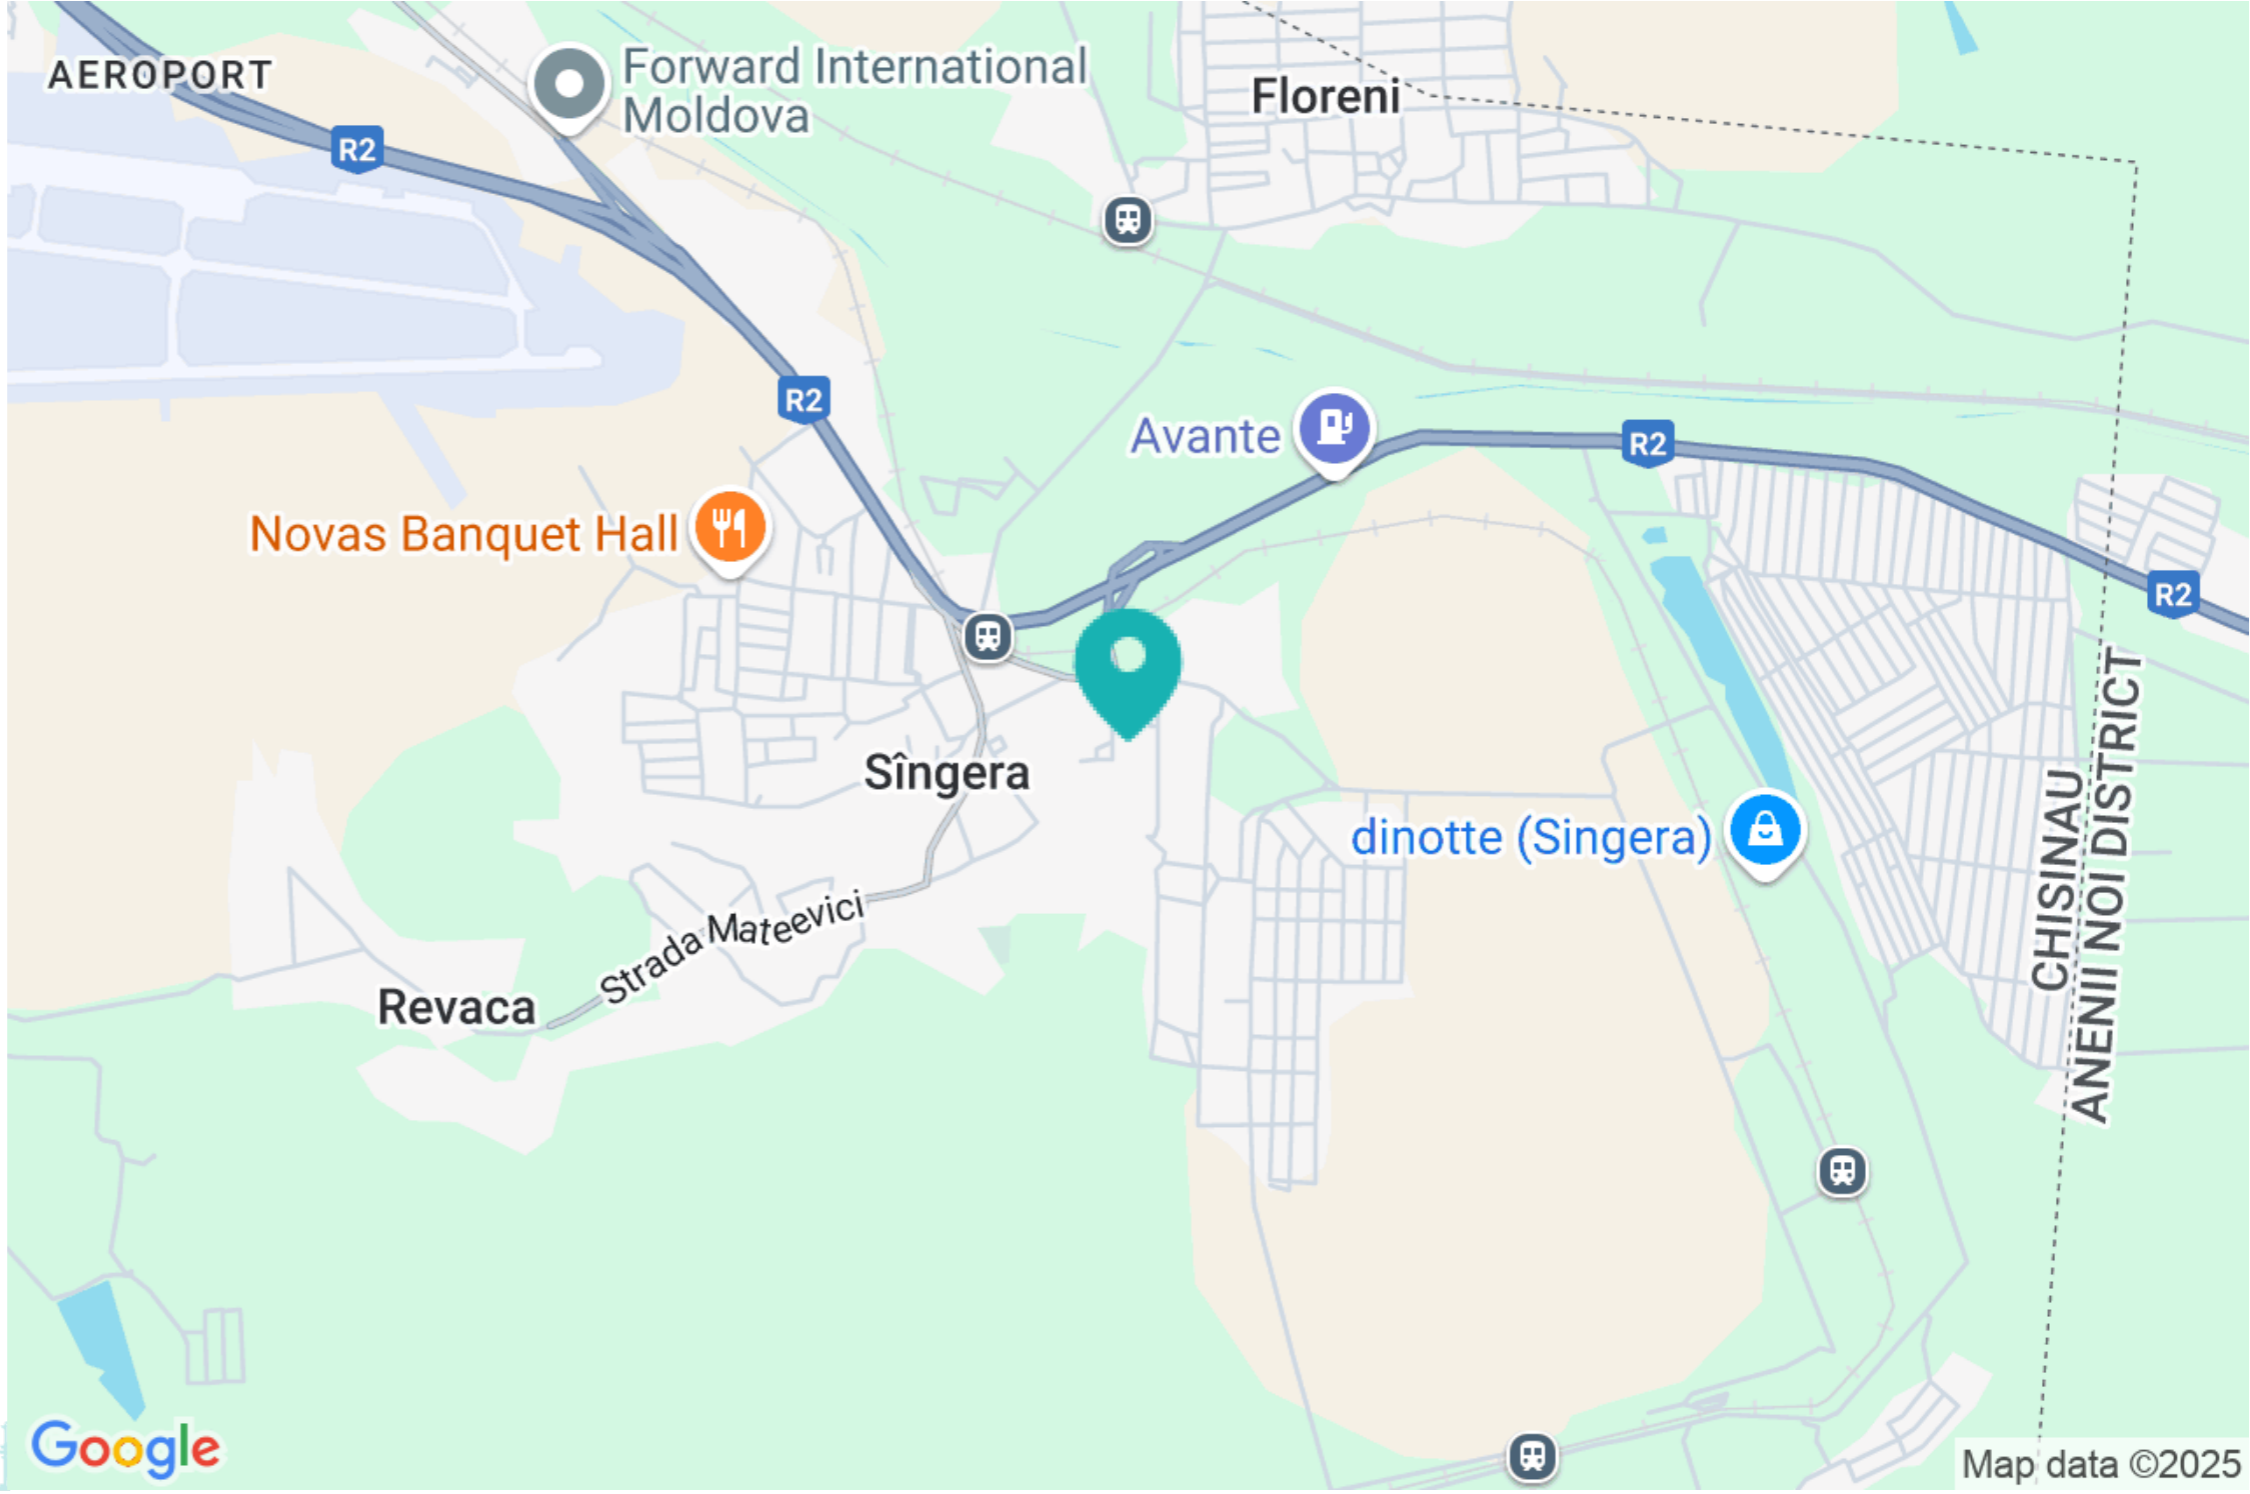 AEROPORT
Forward International
Moldova
Floreni
R2
R2
Avante
R2
Novas Banquet Hall
R2
Sîngera
dinotte (Singera)
CHISINAU
ANENII NOI DISTRICT
Strada Mateevici
Revaca
Google
Map data ©2025